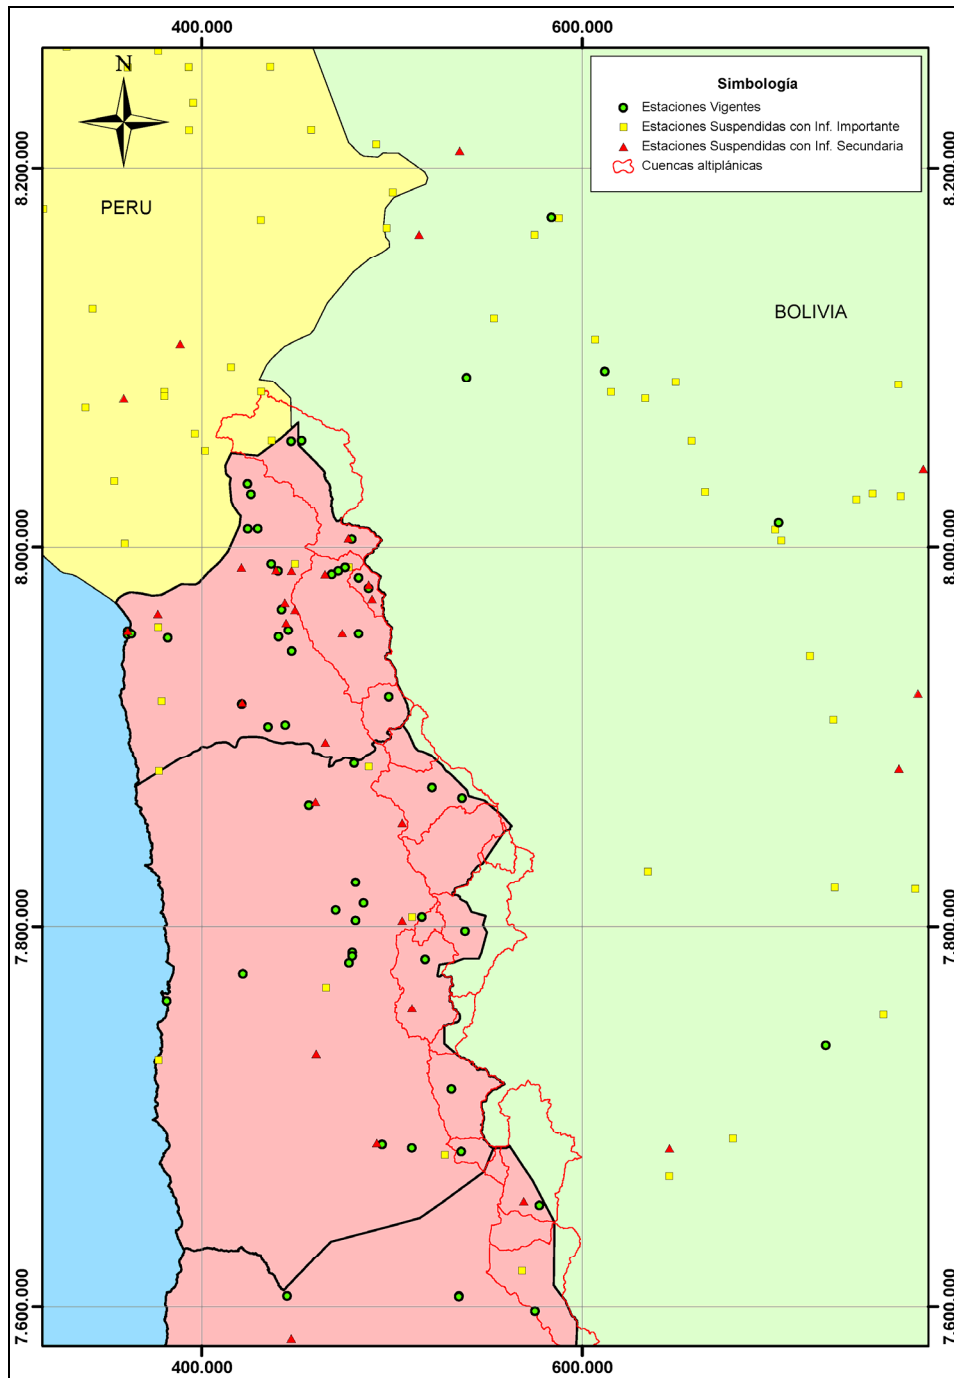 400.000
600.000
N
Simbología
Estaciones Vigentes
Estaciones Suspendidas con Inf. Importante
Estaciones Suspendidas con Inf. Secundaria
Cuencas altiplánicas
8.200.000
8.200.000
PERU
BOLIVIA
8.000.000
8.000.000
7.800.000
7.800.000
7.600.000
7.600.000
400.000
600.000